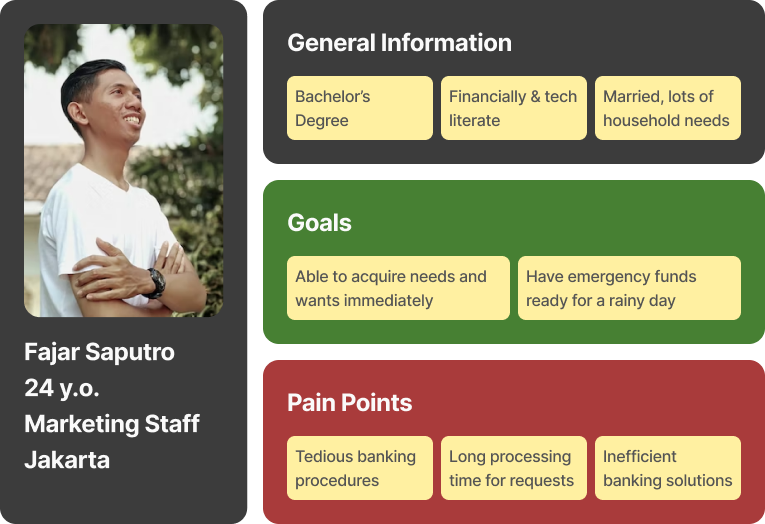 Fajar Saputro
24 y.o.
Marketing Staff
Jakarta
General Information
Bachelor’s
Degree
Financially & tech
literate
Married, lots of
household needs
Goals
Able to acquire needs and
wants immediately
Have emergency funds
ready for a rainy day
Pain Points
Tedious banking
procedures
Long processing
time for requests
Inefficient
banking solutions